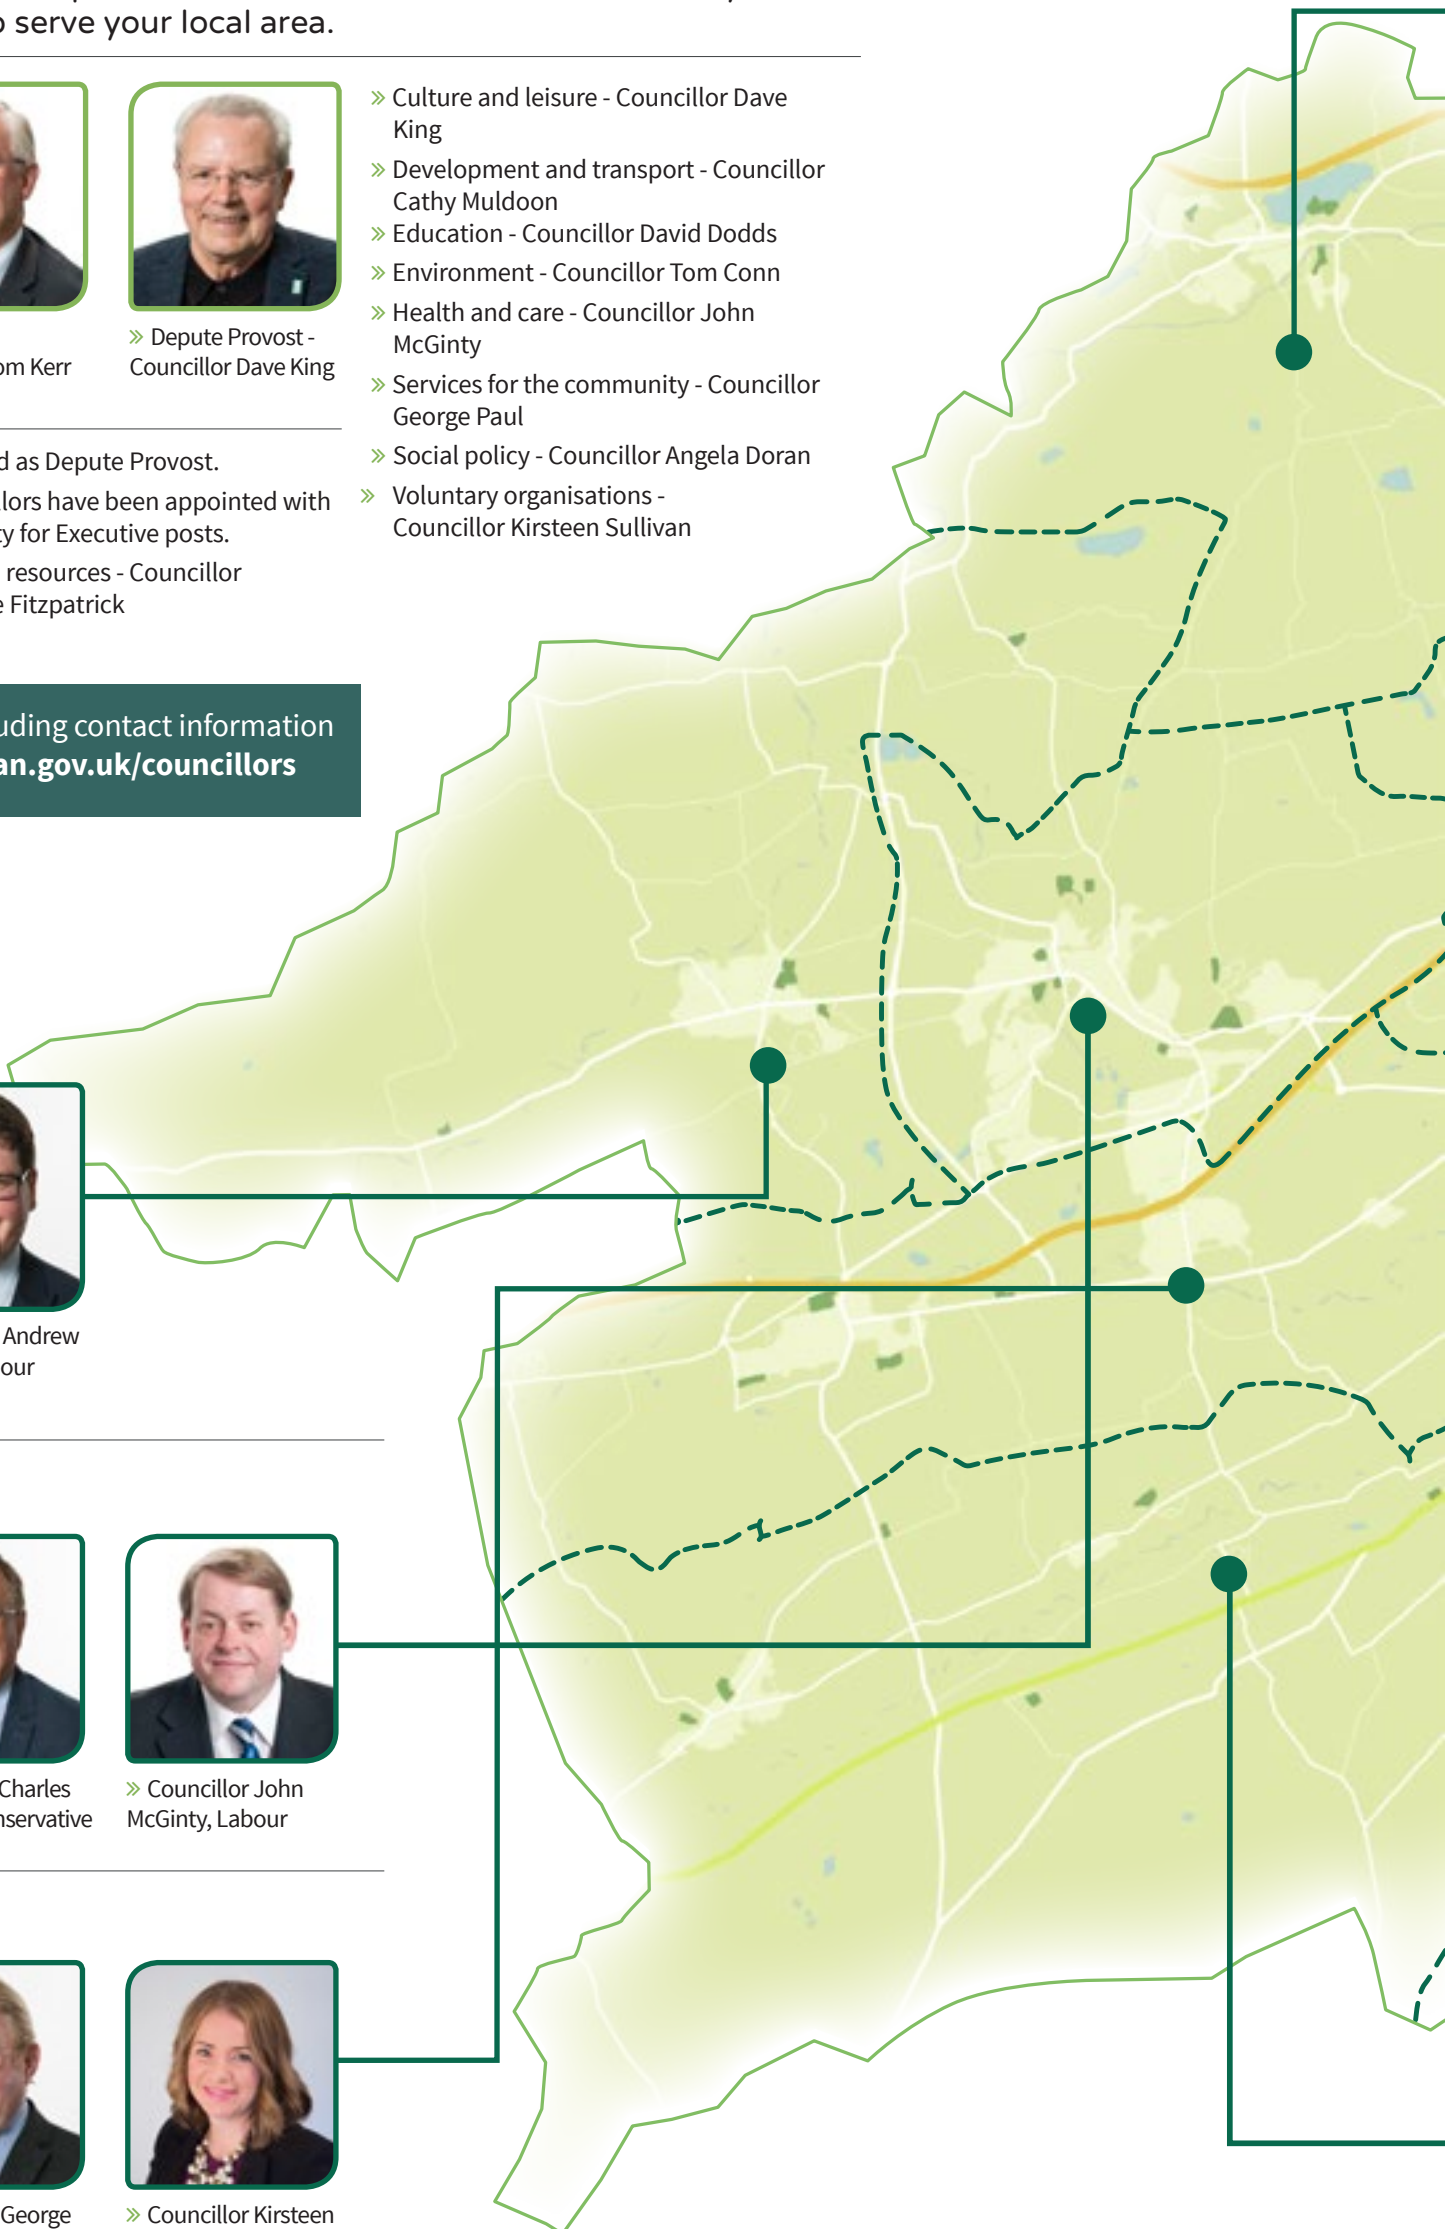 serve your local area.
Culture and leisure - Councillor Dave
King
Development and transport - Councillor
Cathy Muldoon
Education - Councillor David Dodds
Environment - Councillor Tom Conn
Health and care - Councillor John
McGinty
Services for the community - Councillor
George Paul
Social policy - Councillor Angela Doran
Voluntary organisations -
Councillor Kirsteen Sullivan
om Kerr
Depute Provost -
Councillor Dave King
d as Depute Provost.
llors have been appointed with
ty for Executive posts.
resources - Councillor
e Fitzpatrick
uding contact information
an.gov.uk/councillors
Andrew
our
Charles
nservative
Councillor John
McGinty, Labour
George
Councillor Kirsteen